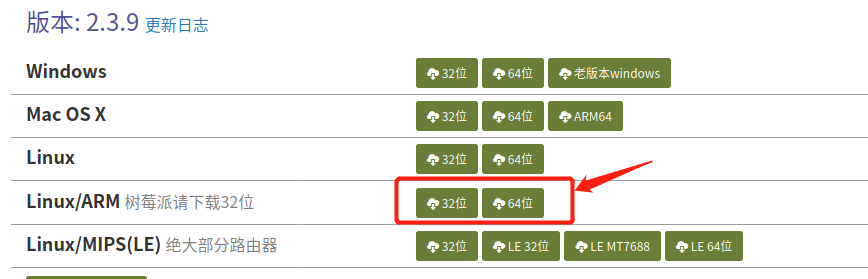 版本: 2.3.9 更新日志
Windows 32位 64位 老版本windows
Mac OS X 32位 64位 ARM64
Linux 32位 64位
Linux/ARM 树莓派请下载32位 32位 64位
Linux/MIPS(LE) 绝大部分路由器 32位 LE 32位 LE MT7688 LE 64位